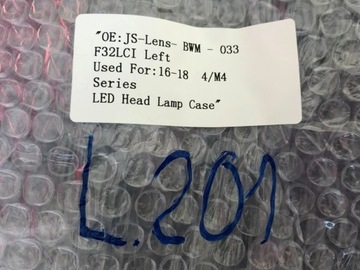 "OE:JS-Lens- BWM - 033
F32LCI Left
Used For:16-18 4/M4
Series
LED Head Lamp Case"
L.201